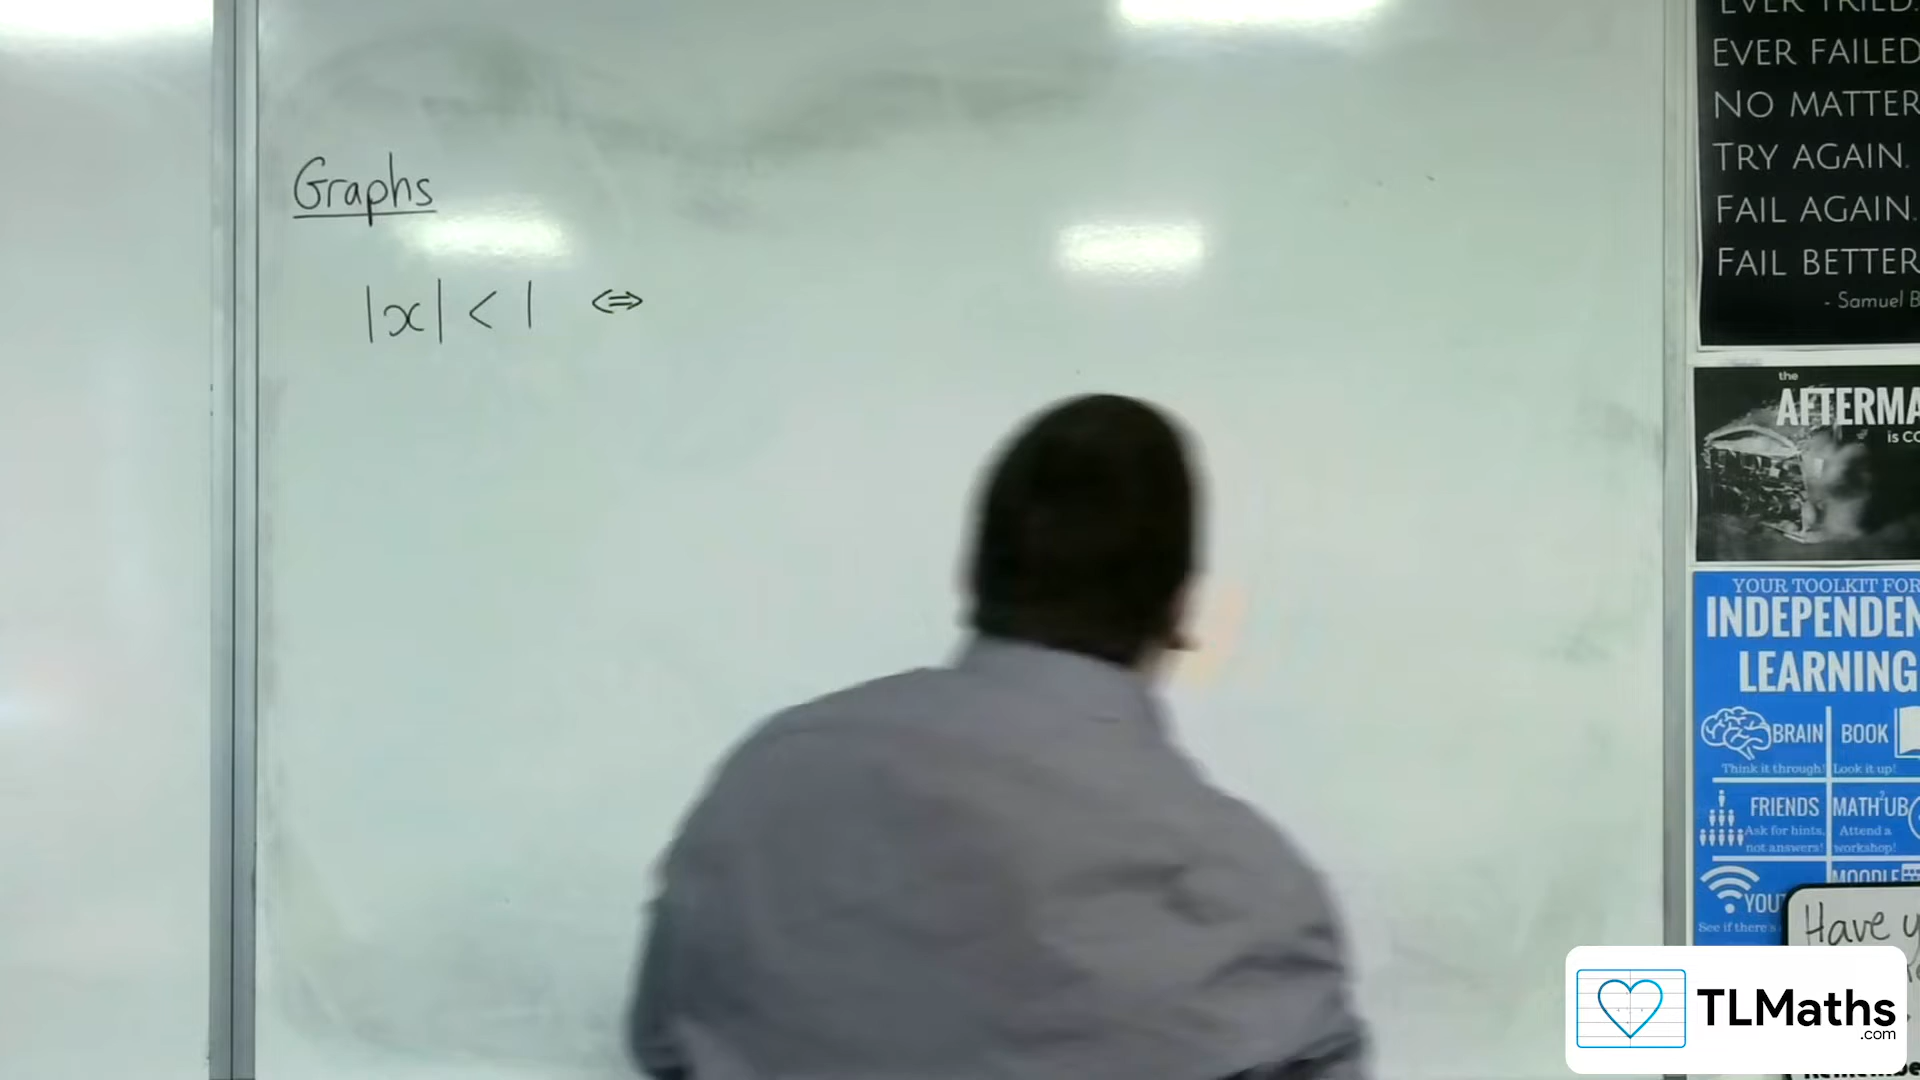 Graphs
|x| < 1 ⇔
EVER TRIED.
EVER FAILED
NO MATTER
TRY AGAIN.
FAIL AGAIN.
FAIL BETTER
- Samuel B
the
AFTERMA
is CO
YOUR TOOLKIT FOR
INDEPENDEN
LEARNING
BRAIN
Think it through!
BOOK
Look it up!
FRIENDS
Ask for hints,
not answers!
MATH²UB
Attend a
workshop!
YOU
See if there's
MOODLE
Have y
TLMaths
.com